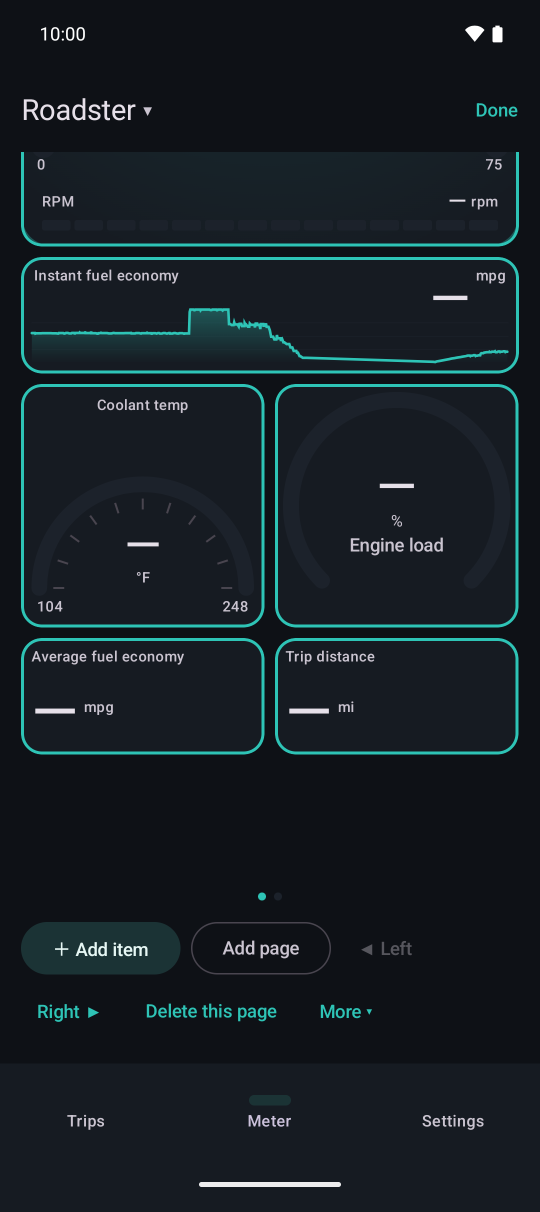 10:00
Roadster ▾
Done
0 75
RPM — rpm
Instant fuel economy mpg
—
Coolant temp
—
°F
104 248
—
%
Engine load
Average fuel economy
— mpg
Trip distance
— mi
+ Add item
Add page
◀ Left
Right ▶
Delete this page
More ▾
Trips
Meter
Settings